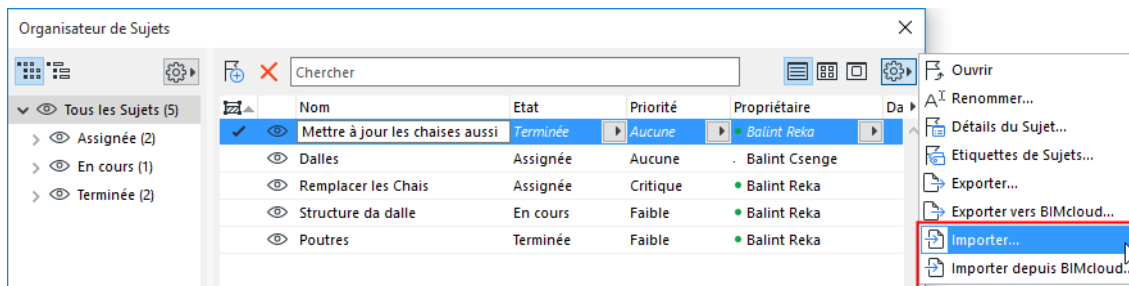 Organisateur de Sujets
Chercher
Tous les Sujets (5)
Assignée (2)
En cours (1)
Terminée (2)
Nom Etat Priorité Propriétaire Da
Mettre à jour les chaises aussi Terminée Aucune Balint Reka
Dalles Assignée Aucune Balint Csenge
Remplacer les Chais Assignée Critique Balint Reka
Structure da dalle En cours Faible Balint Reka
Poutres Terminée Faible Balint Reka
Ouvrir
Renommer...
Détails du Sujet...
Etiquettes de Sujets...
Exporter...
Exporter vers BIMcloud...
Importer...
Importer depuis BIMcloud..